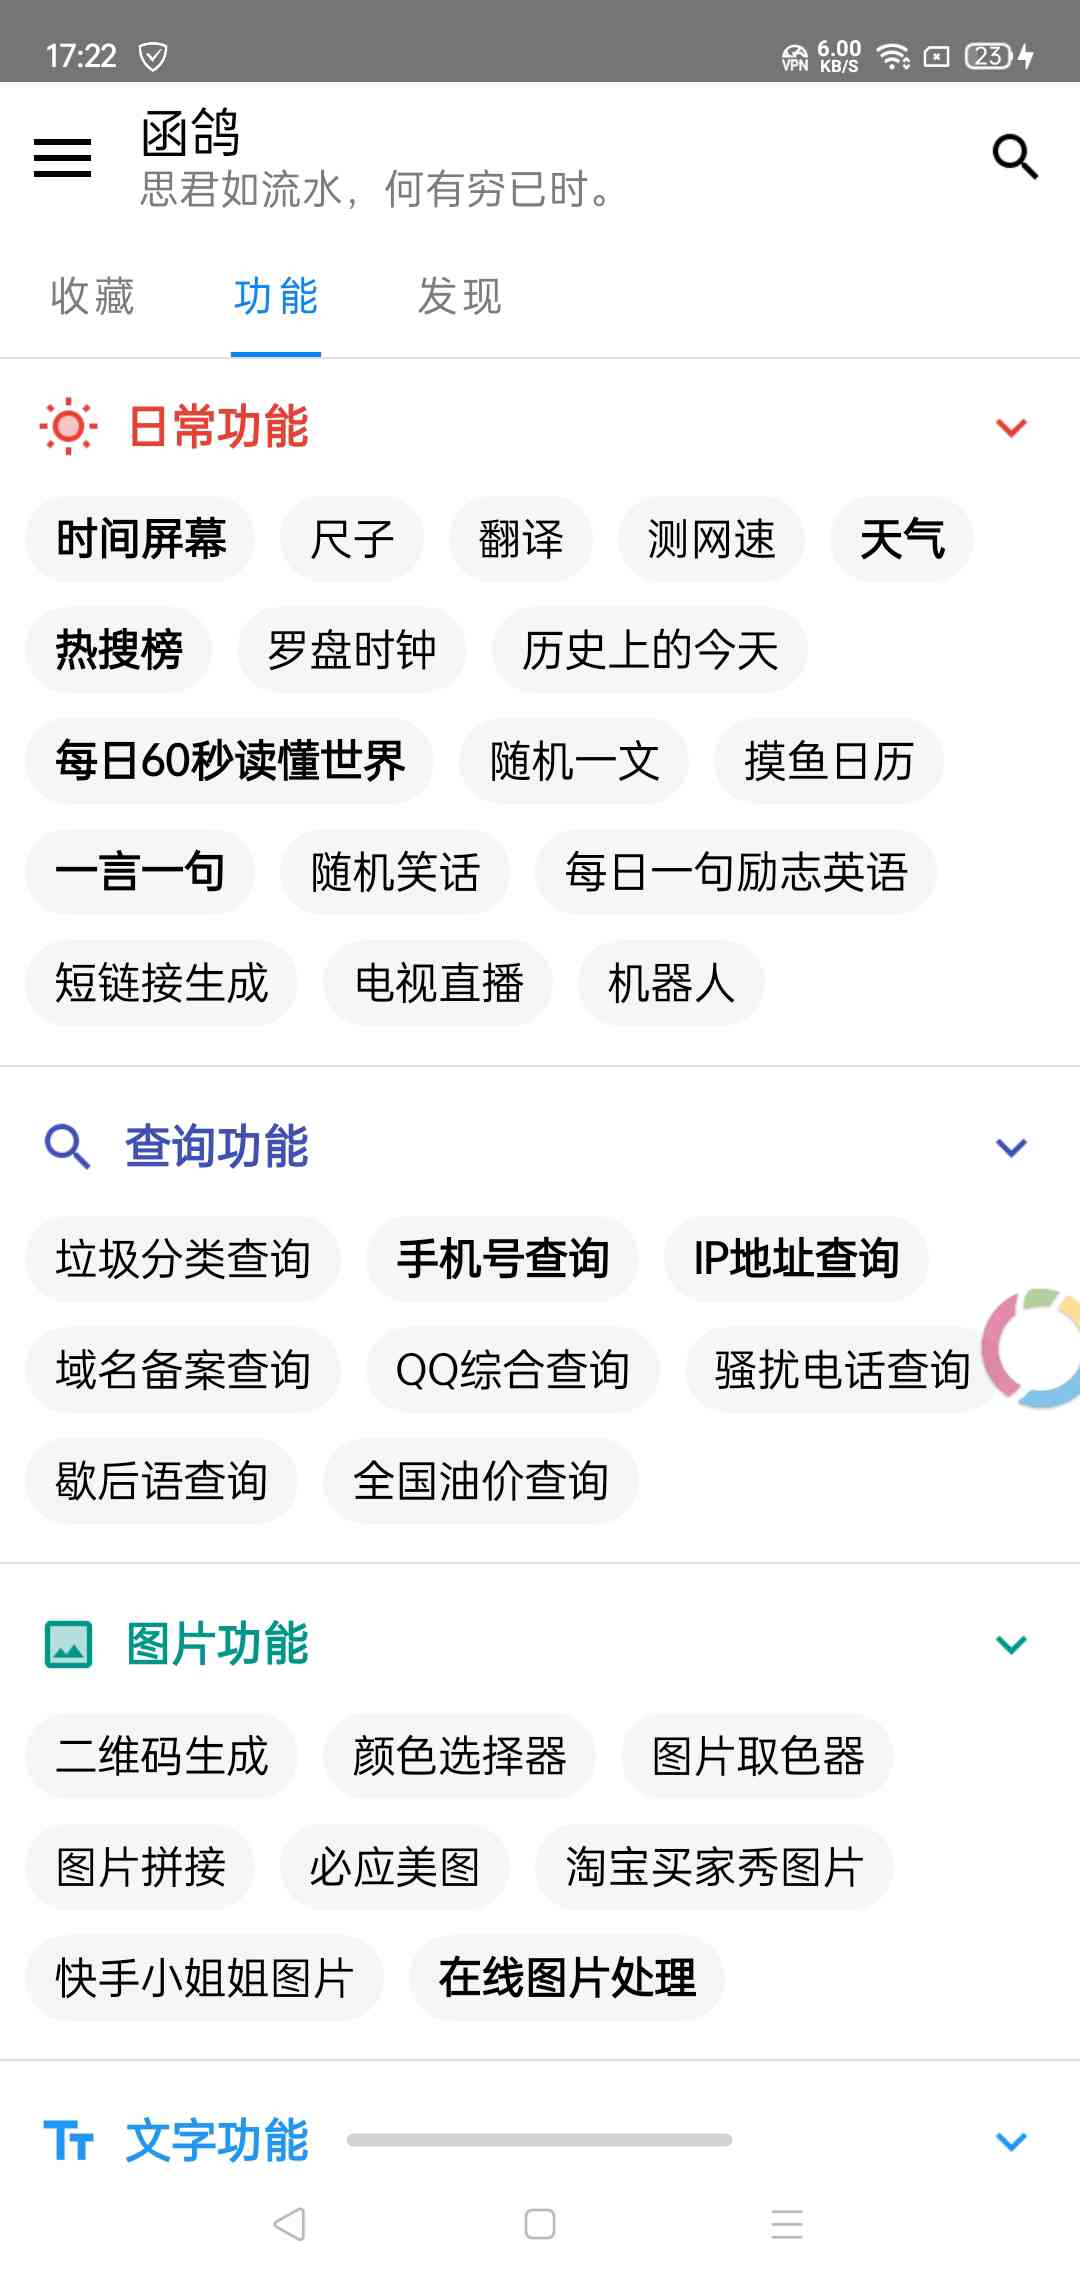 17:22 VPN 6.00 KB/S 23
函鸽
思君如流水，何有穷已时。
收藏 功能 发现
日常功能
时间屏幕 尺子 翻译 测网速 天气
热搜榜 罗盘时钟 历史上的今天
每日60秒读懂世界 随机一文 摸鱼日历
一言一句 随机笑话 每日一句励志英语
短链接生成 电视直播 机器人
查询功能
垃圾分类查询 手机号查询 IP地址查询
域名备案查询 QQ综合查询 骚扰电话查询
歇后语查询 全国油价查询
图片功能
二维码生成 颜色选择器 图片取色器
图片拼接 必应美图 淘宝买家秀图片
快手小姐姐图片 在线图片处理
文字功能